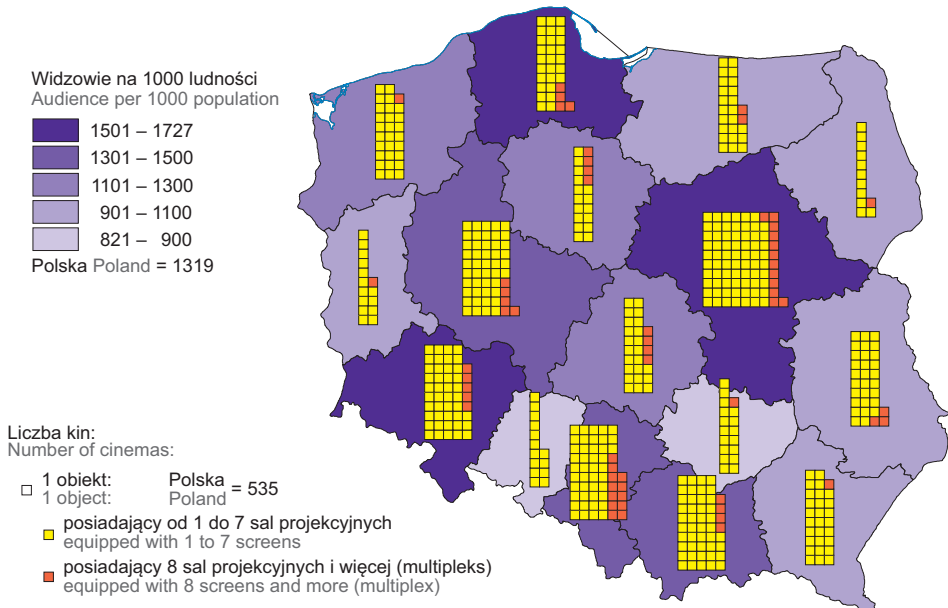 Widzowie na 1000 ludności
Audience per 1000 population
1501 – 1727
1301 – 1500
1101 – 1300
901 – 1100
821 – 900
Polska Poland = 1319
Liczba kin:
Number of cinemas:
1 obiekt: Polska
1 object: Poland = 535
posiadający od 1 do 7 sal projekcyjnych
equipped with 1 to 7 screens
posiadający 8 sal projekcyjnych i więcej (multipleks)
equipped with 8 screens and more (multiplex)